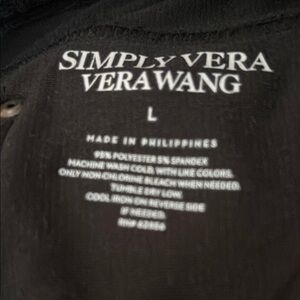 SIMPLY VERA
VERA WANG
L
MADE IN PHILIPPINES
95% POLYESTER 5% SPANDEX
MACHINE WASH COLD, WITH LIKE COLORS.
ONLY NON-CHLORINE BLEACH WHEN NEEDED.
TUMBLE DRY LOW.
COOL IRON ON REVERSE SIDE
IF NEEDED.
RN#